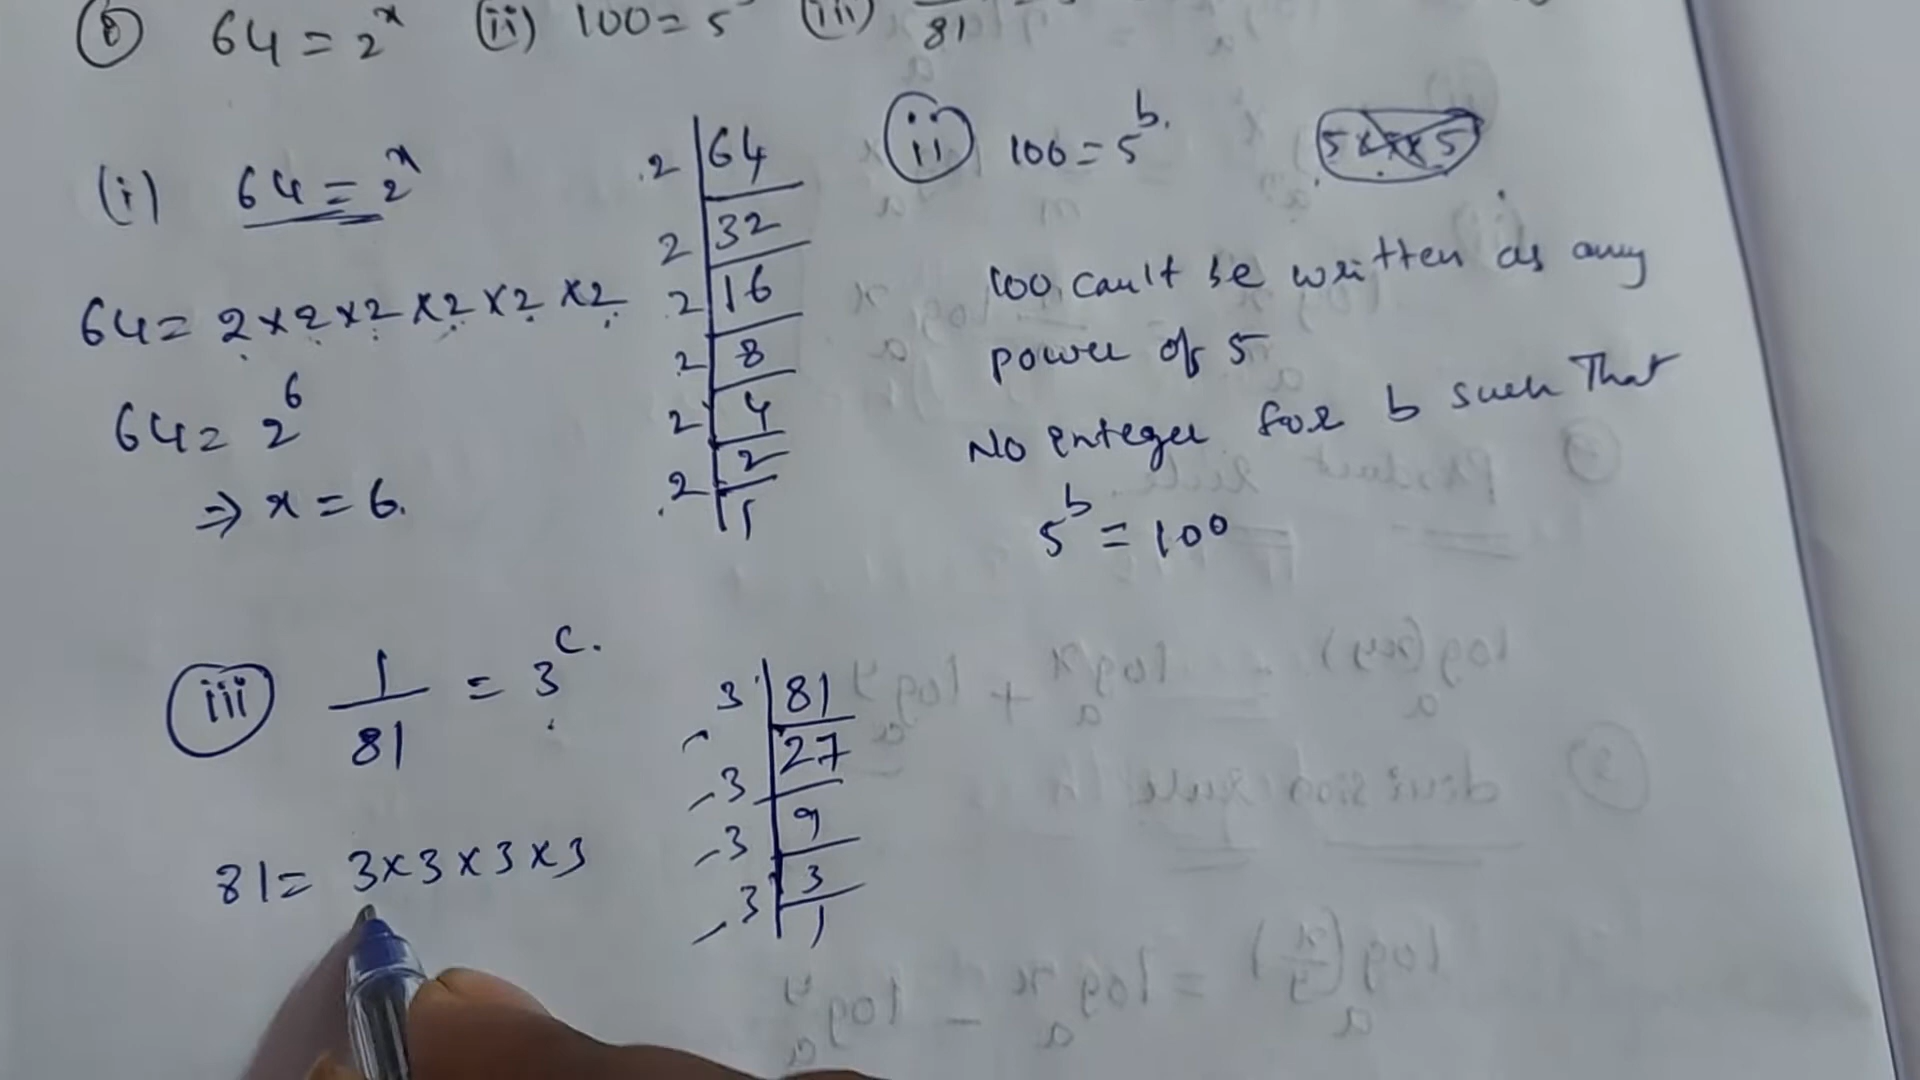 (i) 64 = 2^x (ii) 100 = 5 (iii) 81
(i) 64 = 2^x
64 = 2 × 2 × 2 × 2 × 2 × 2
64 = 2^6
⇒ x = 6.
2 | 64
2 | 32
2 | 16
2 | 8
2 | 4
2 | 2
1
(ii) 100 = 5^b.
100 can't be written as any
power of 5
No integer for b such that
5^b = 100
(iii) 1/81 = 3^c.
81 = 3 × 3 × 3 × 3
3 | 81
3 | 27
3 | 9
3 | 3
1